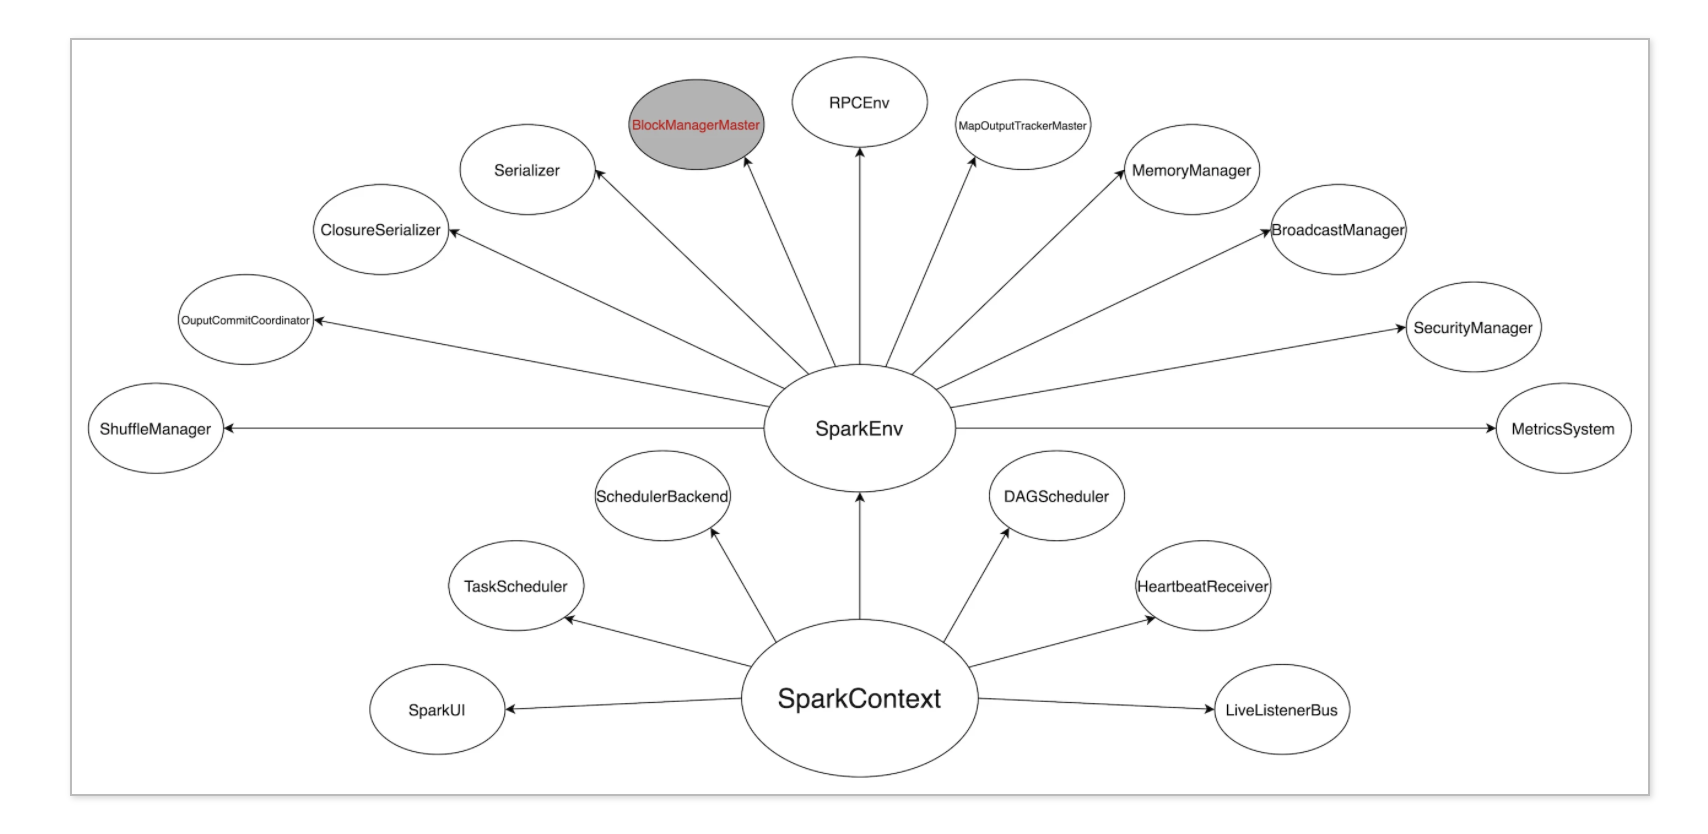 RPCEnv
BlockManagerMaster
MapOutputTrackerMaster
Serializer
MemoryManager
ClosureSerializer
BroadcastManager
OuputCommitCoordinator
SecurityManager
ShuffleManager
SparkEnv
MetricsSystem
SchedulerBackend
DAGScheduler
TaskScheduler
HeartbeatReceiver
SparkContext
SparkUI
LiveListenerBus